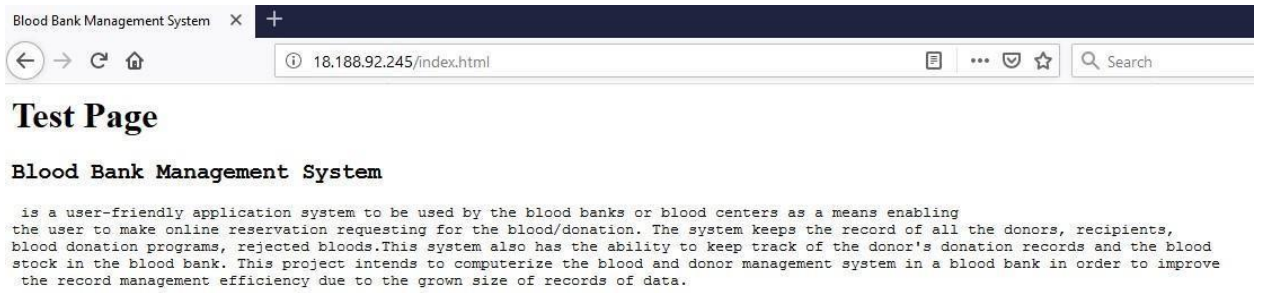 Blood Bank Management System
18.188.92.245/index.html
Search
Test Page
Blood Bank Management System
is a user-friendly application system to be used by the blood banks or blood centers as a means enabling
the user to make online reservation requesting for the blood/donation. The system keeps the record of all the donors, recipients,
blood donation programs, rejected bloods.This system also has the ability to keep track of the donor's donation records and the blood
stock in the blood bank. This project intends to computerize the blood and donor management system in a blood bank in order to improve
the record management efficiency due to the grown size of records of data.